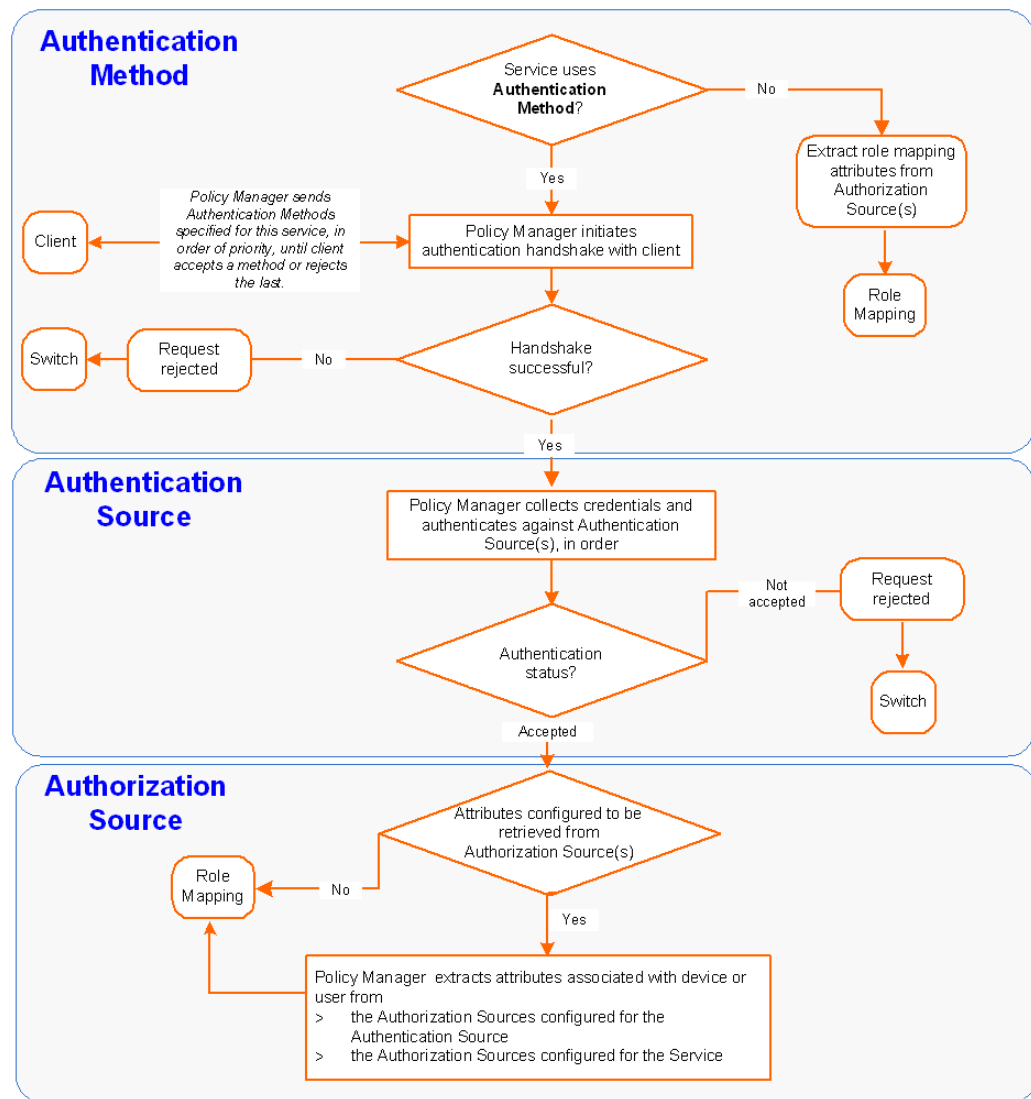 Authentication
Method
Service uses
Authentication
Method?
No
Extract role mapping
attributes from
Authorization
Source(s)
Role
Mapping
Yes
Policy Manager sends
Authentication Methods
specified for this service, in
order of priority, until client
accepts a method or rejects
the last.
Client
Policy Manager initiates
authentication handshake with client
Handshake
successful?
No
Request
rejected
Switch
Yes
Authentication
Source
Policy Manager collects credentials and
authenticates against Authentication
Source(s), in order
Authentication
status?
Not
accepted
Request
rejected
Switch
Accepted
Authorization
Source
Attributes configured to be
retrieved from
Authorization Source(s)
No
Role
Mapping
Yes
Policy Manager extracts attributes associated with device or
user from
> the Authorization Sources configured for the
Authentication Source
> the Authorization Sources configured for the Service